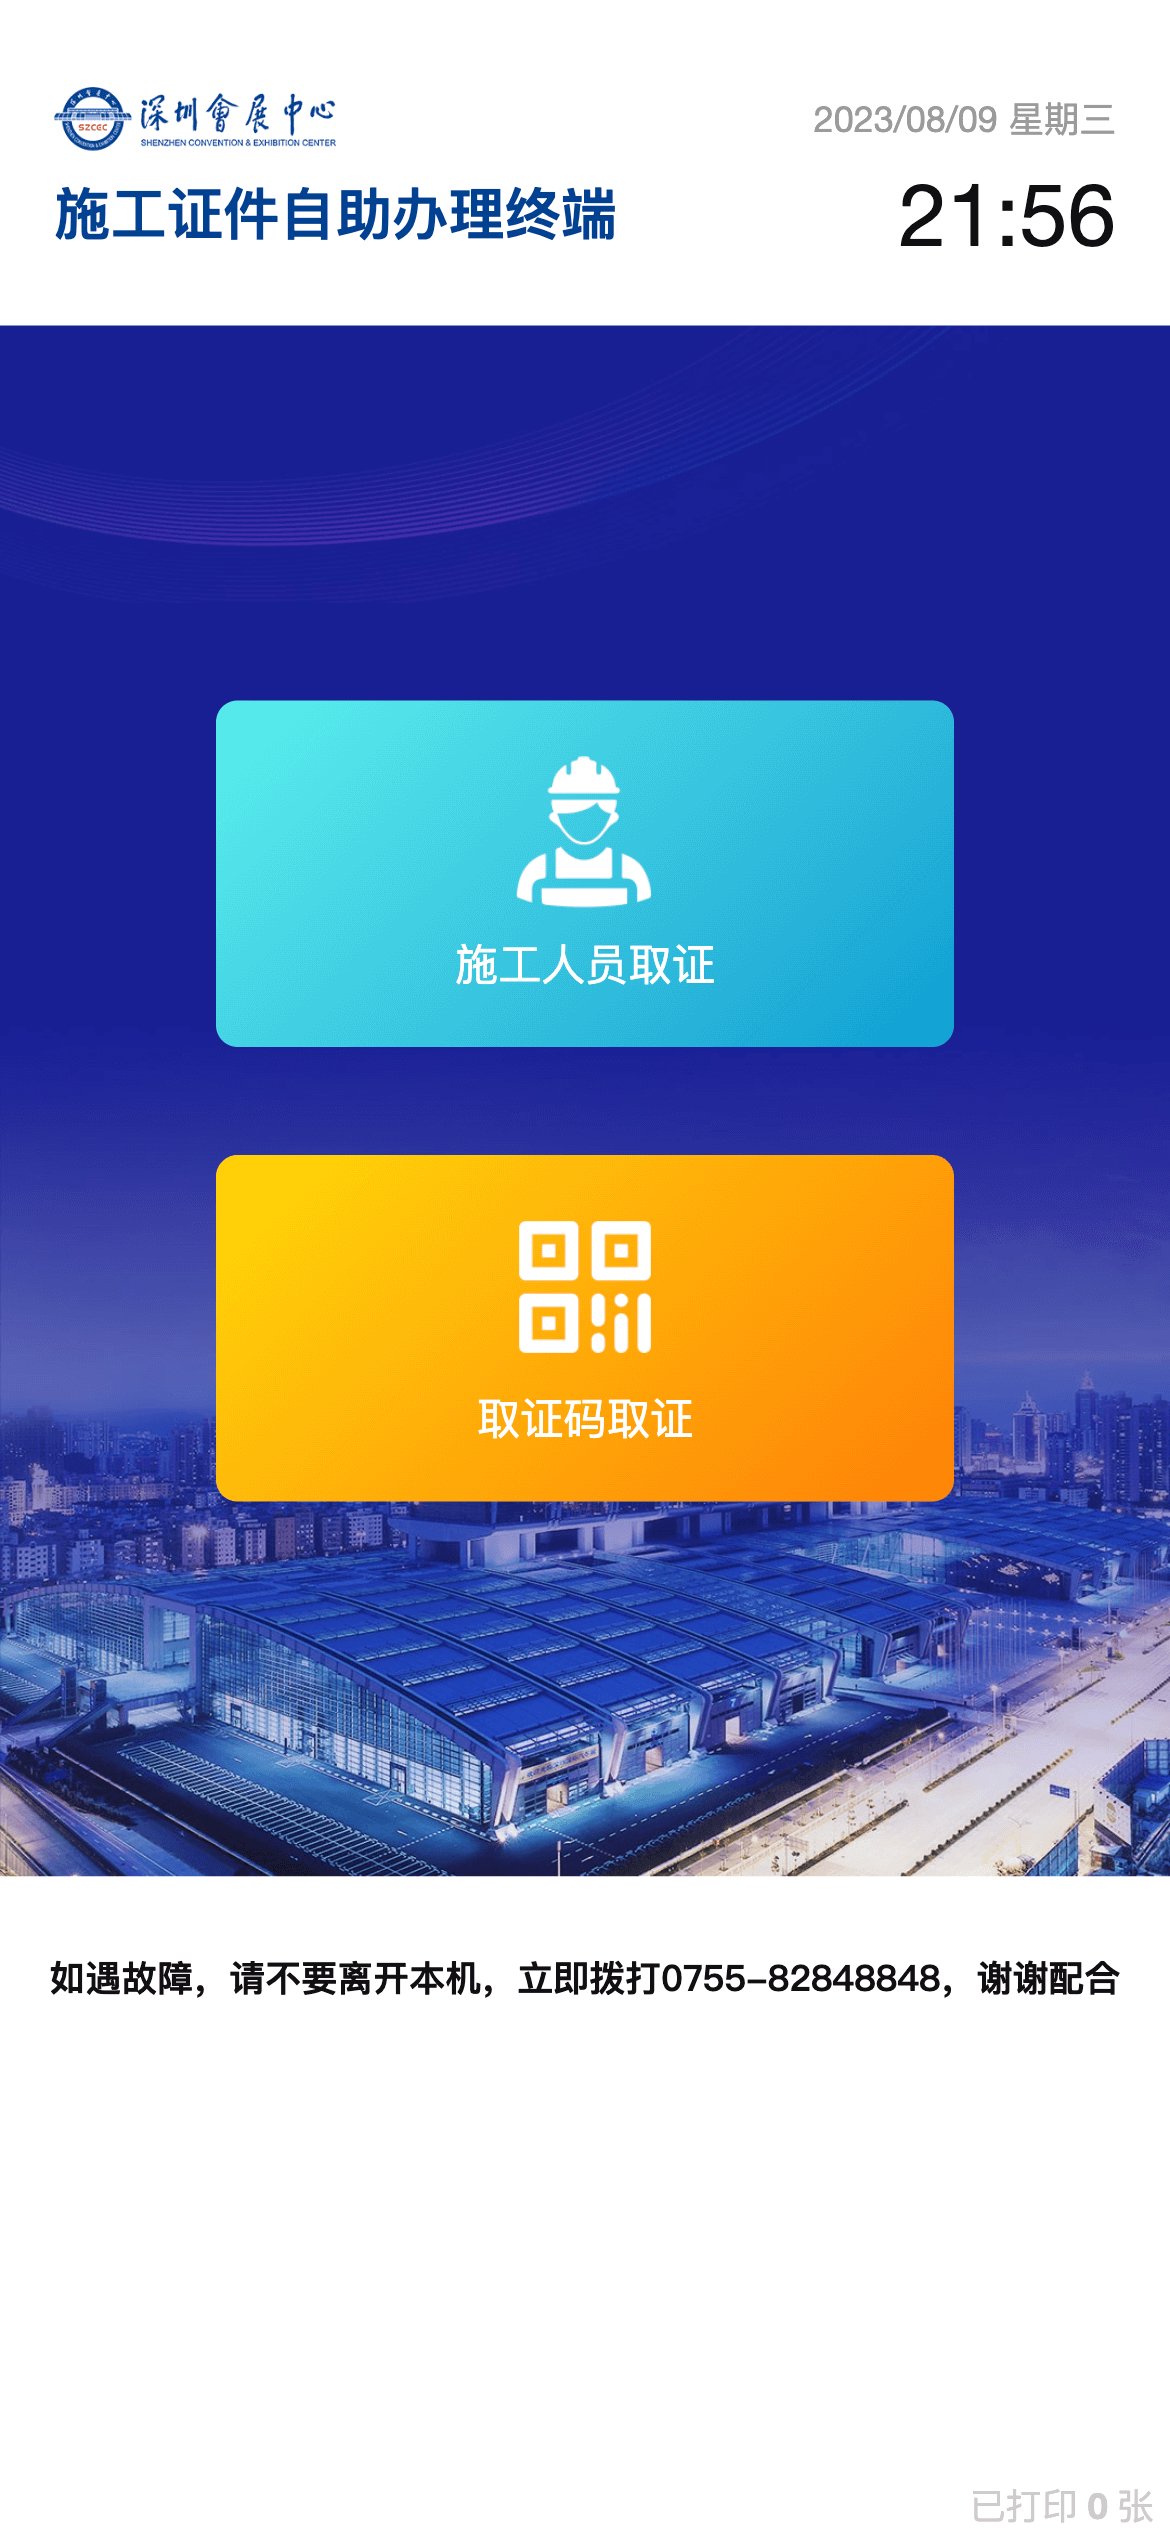 深圳會展中心
SZCEC
SHENZHEN CONVENTION & EXHIBITION CENTER
2023/08/09 星期三
施工证件自助办理终端
21:56
施工人员取证
取证码取证
如遇故障，请不要离开本机，立即拨打0755-82848848，谢谢配合
已打印 0 张